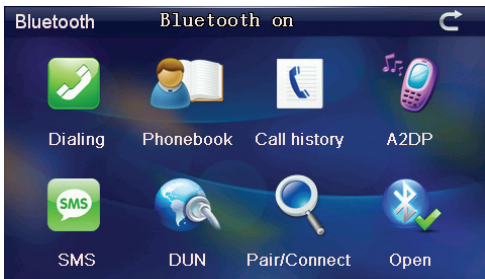 Bluetooth Bluetooth on
Dialing Phonebook Call history A2DP
SMS
SMS DUN Pair/Connect Open